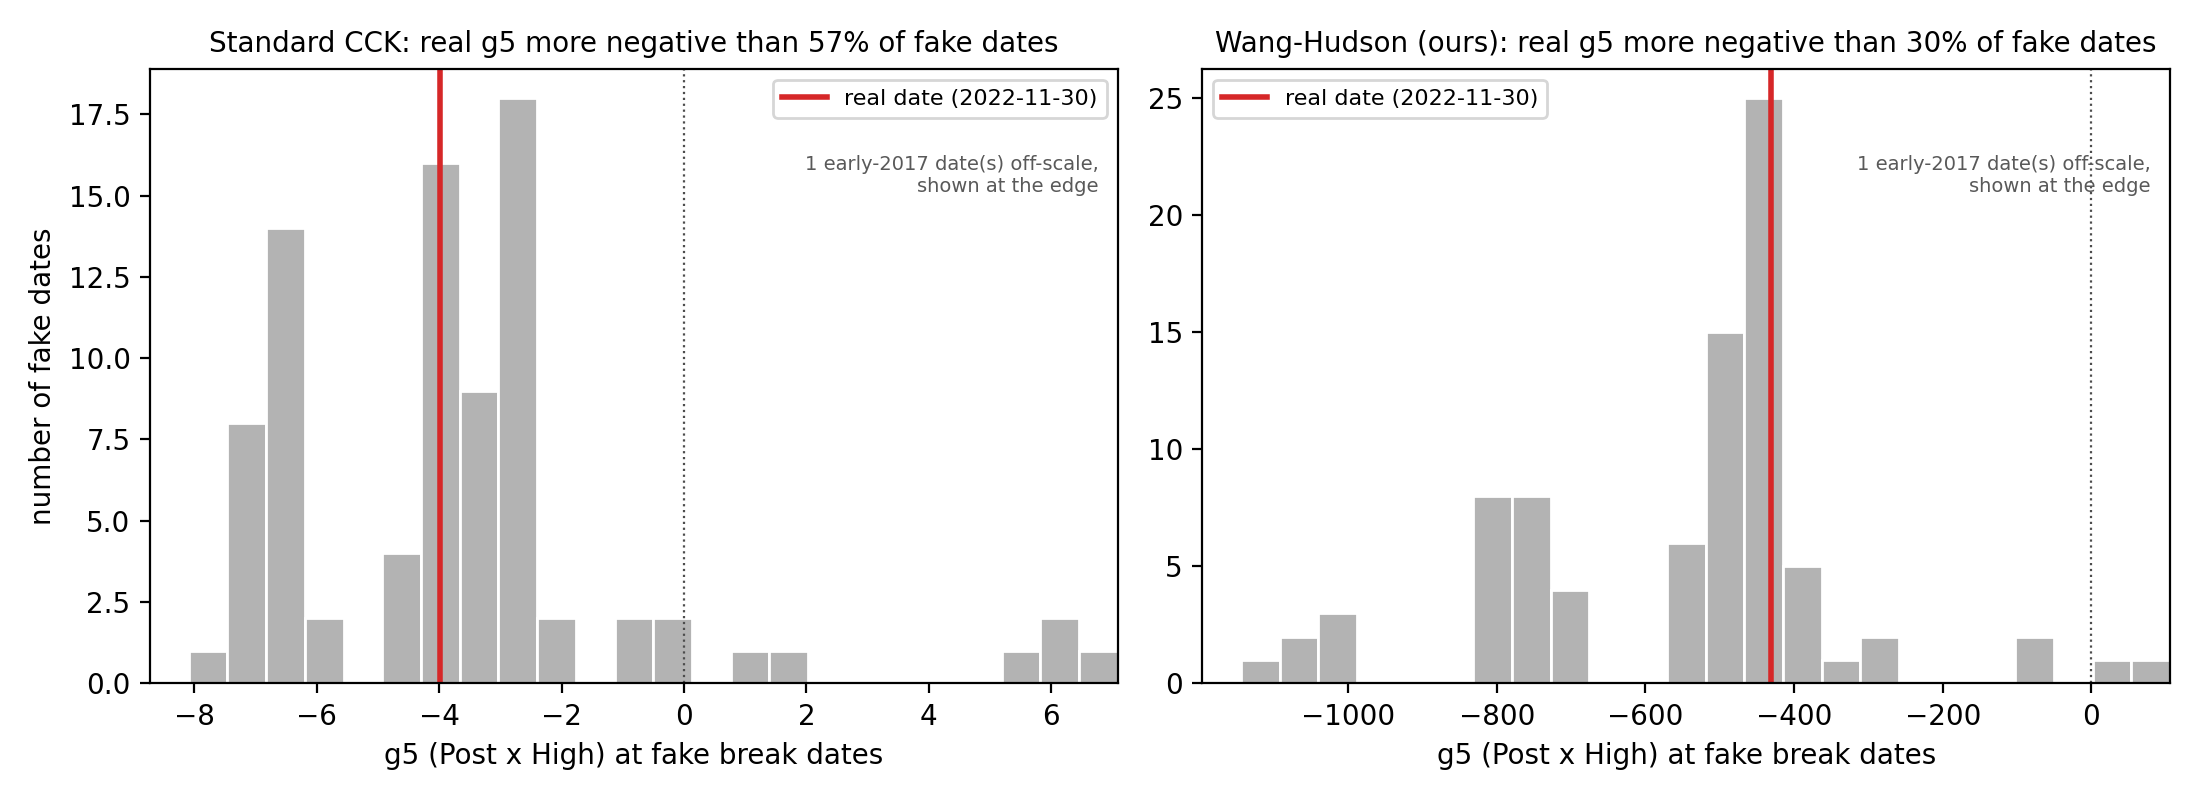 Standard CCK: real g5 more negative than 57% of fake dates
real date (2022-11-30)
1 early-2017 date(s) off-scale,
shown at the edge
number of fake dates
17.5
15.0
12.5
10.0
7.5
5.0
2.5
0.0
−8 −6 −4 −2 0 2 4 6
g5 (Post x High) at fake break dates
Wang-Hudson (ours): real g5 more negative than 30% of fake dates
real date (2022-11-30)
1 early-2017 date(s) off-scale,
shown at the edge
25
20
15
10
5
0
−1000 −800 −600 −400 −200 0
g5 (Post x High) at fake break dates